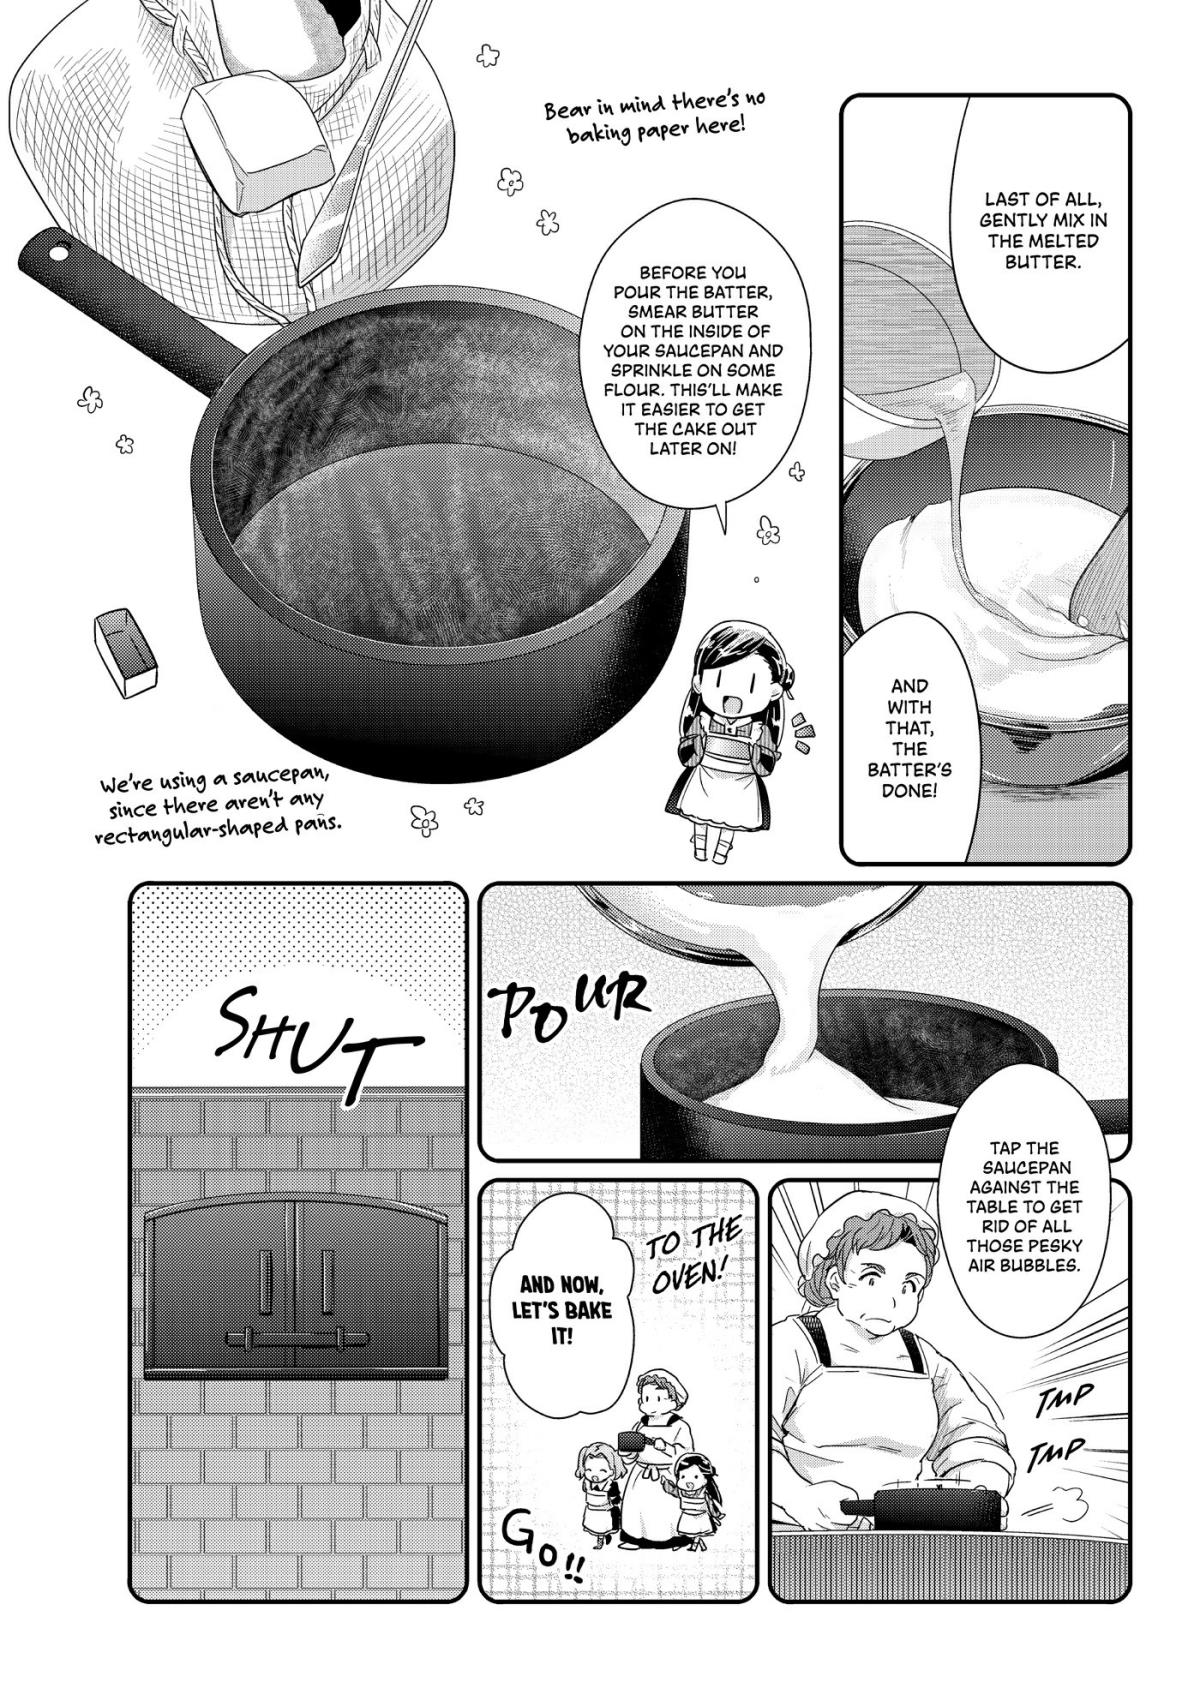 LAST OF ALL,
GENTLY MIX IN
THE MELTED
BUTTER.
AND
WITH
THAT,
THE
BATTER'S
DONE!
Bear in mind there's no
baking paper here!
BEFORE YOU
POUR THE BATTER,
SMEAR BUTTER
ON THE INSIDE OF
YOUR SAUCEPAN AND
SPRINKLE ON SOME
FLOUR. THIS'LL MAKE
IT EASIER TO GET
THE CAKE OUT
LATER ON!
We're using a saucepan,
since there aren't any
rectangular-shaped pans.
POUR
TAP THE
SAUCEPAN
AGAINST THE
TABLE TO GET
RID OF ALL
THOSE PESKY
AIR BUBBLES.
TMP
TMP
TO THE
OVEN!
AND NOW,
LET'S BAKE
IT!
GO!!
SHUT